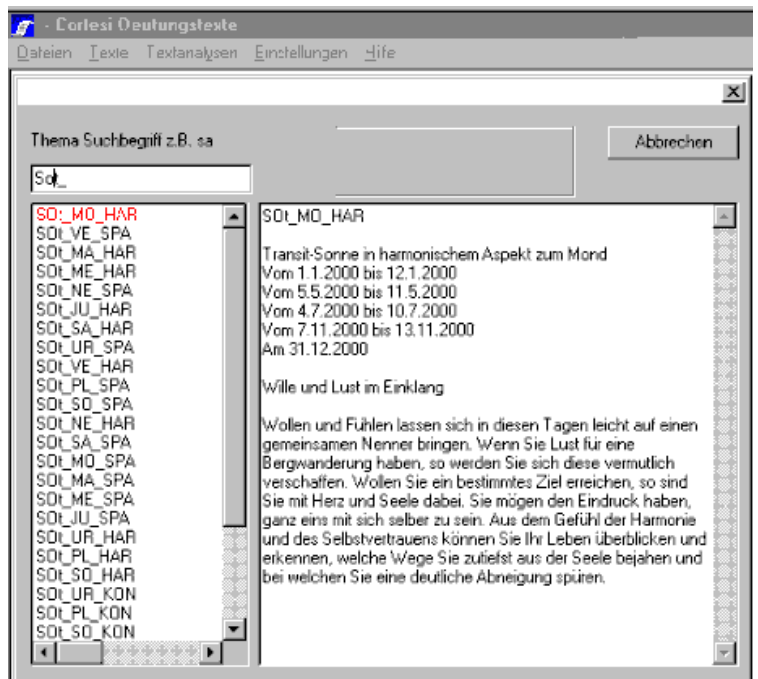 - Cortesi Deutungstexte
Dateien Texte Textanalysen Einstellungen Hilfe
Thema Suchbegriff z.B. sa
Abbrechen
Sot_
SOt_MO_HAR
SOt_VE_SPA
SOt_MA_HAR
SOt_ME_HAR
SOt_NE_SPA
SOt_JU_HAR
SOt_SA_HAR
SOt_UR_SPA
SOt_VE_HAR
SOt_PL_SPA
SOt_SO_SPA
SOt_NE_HAR
SOt_SA_SPA
SOt_MO_SPA
SOt_MA_SPA
SOt_ME_SPA
SOt_JU_SPA
SOt_UR_HAR
SOt_PL_HAR
SOt_SO_HAR
SOt_UR_KON
SOt_PL_KON
SOt_SO_KON
SOt_MO_HAR
Transit-Sonne in harmonischem Aspekt zum Mond
Vom 1.1.2000 bis 12.1.2000
Vom 5.5.2000 bis 11.5.2000
Vom 4.7.2000 bis 10.7.2000
Vom 7.11.2000 bis 13.11.2000
Am 31.12.2000
Wille und Lust im Einklang
Wollen und Fühlen lassen sich in diesen Tagen leicht auf einen
gemeinsamen Nenner bringen. Wenn Sie Lust für eine
Bergwanderung haben, so werden Sie sich diese vermutlich
verschaffen. Wollen Sie ein bestimmtes Ziel erreichen, so sind
Sie mit Herz und Seele dabei. Sie mögen den Eindruck haben,
ganz eins mit sich selber zu sein. Aus dem Gefühl der Harmonie
und des Selbstvertrauens können Sie Ihr Leben überblicken und
erkennen, welche Wege Sie zutiefst aus der Seele bejahen und
bei welchen Sie eine deutliche Abneigung spüren.